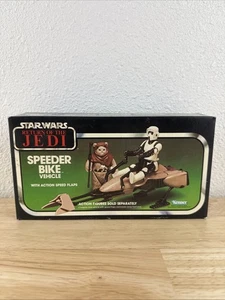 STAR WARS
RETURN OF THE
JEDI
SPEEDER
BIKE
VEHICLE
WITH ACTION SPEED FLAPS
ACTION FIGURES SOLD SEPARATELY
Kenner